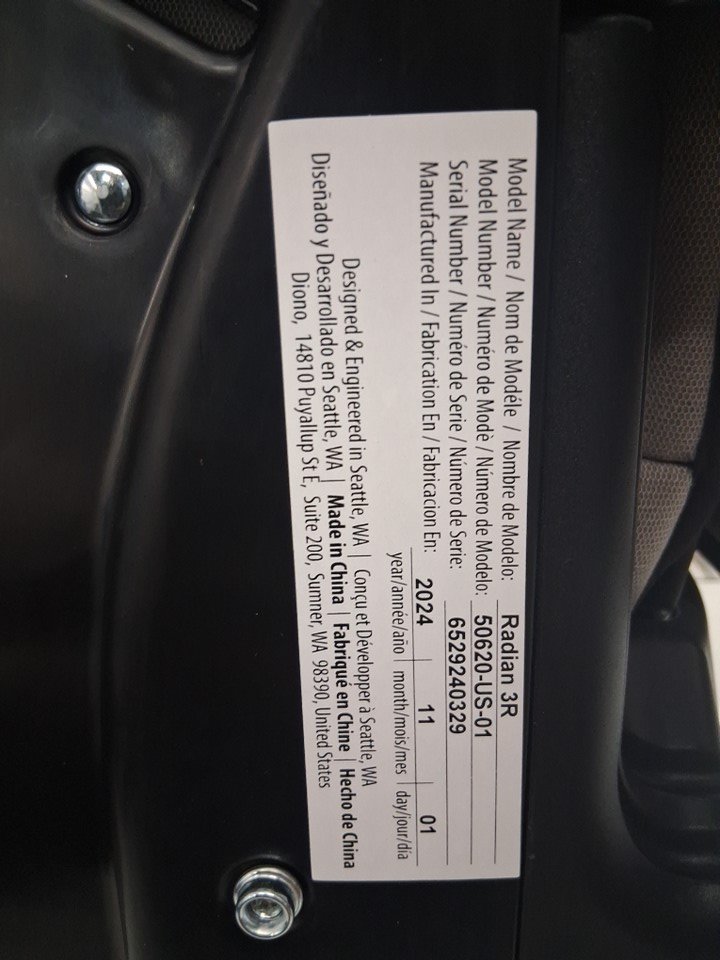 Model Name / Nom de Modéle / Nombre de Modelo: Radian 3R
Model Number / Numéro de Modè / Número de Modelo: 50620-US-01
Serial Number / Numéro de Serie / Número de Serie: 6529240329
Manufactured In / Fabrication En / Fabricacion En: 2024 11 01
year/année/año | month/mois/mes | day/jour/día
Designed & Engineered in Seattle, WA | Conçu et Développer à Seattle, WA
Diseñado y Desarrollado en Seattle, WA | Made in China | Fabriqué en Chine | Hecho de China
Diono, 14810 Puyallup St E, Suite 200, Sumner, WA 98390, United States